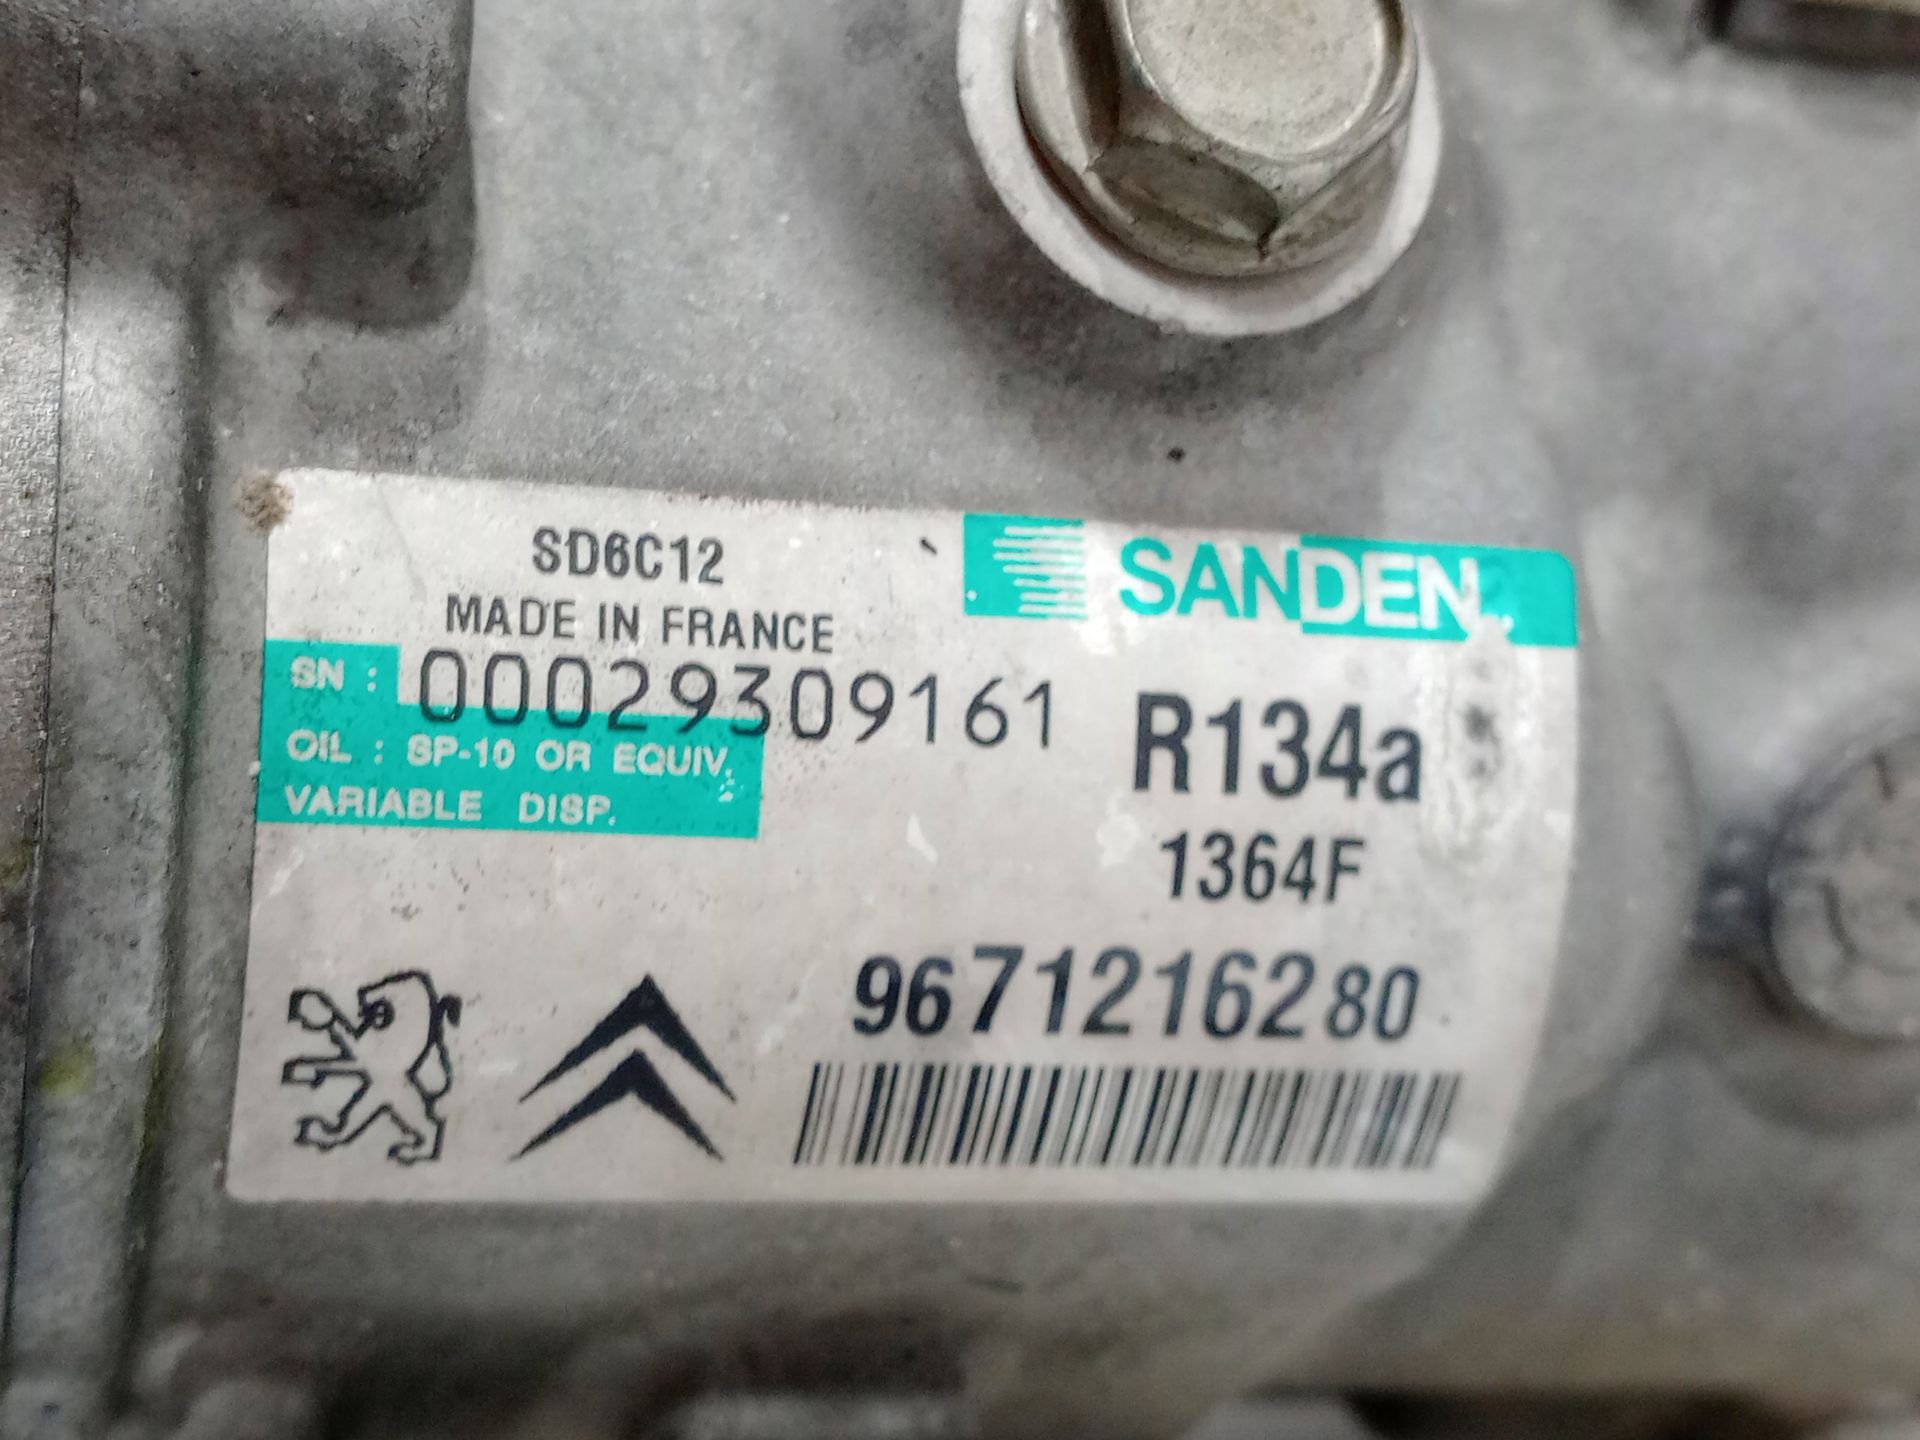 SD6C12
MADE IN FRANCE
SANDEN
SN : 00029309161
OIL : SP-10 OR EQUIV.
VARIABLE DISP.
R134a
1364F
9671216280